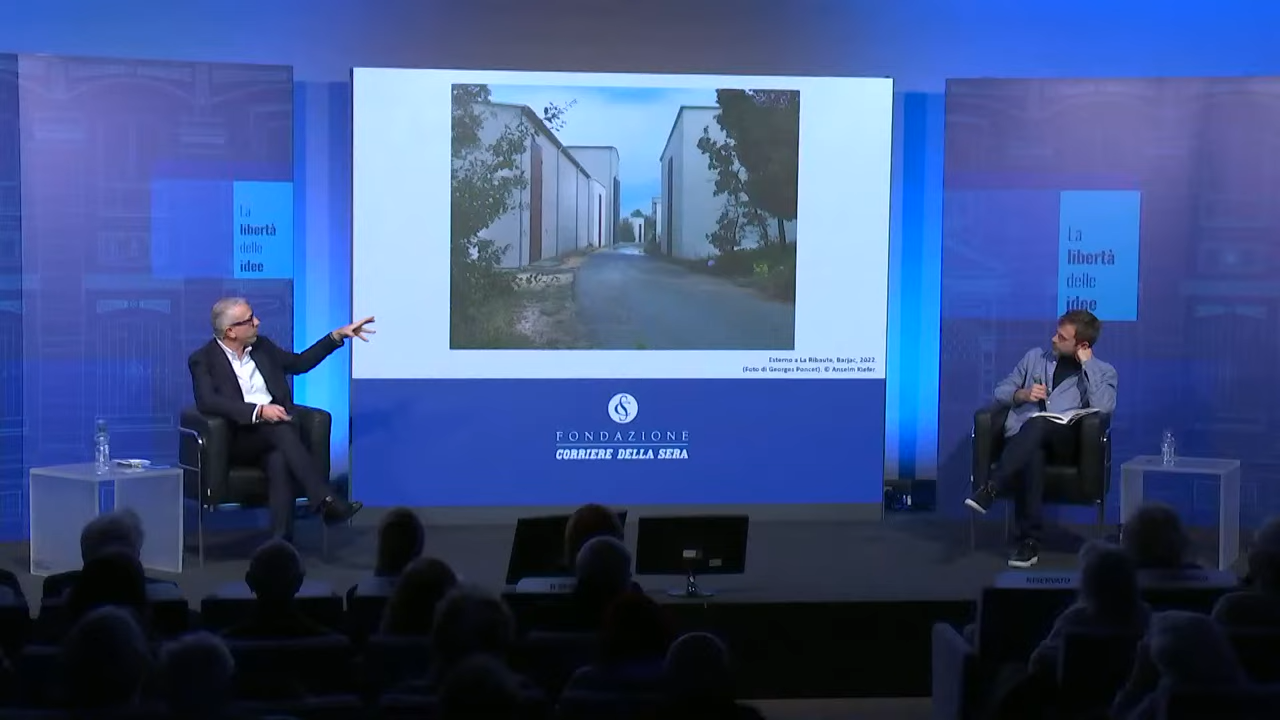 La
libertà
delle
idee
La
libertà
delle
idee
Esterno a La Ribaute, Barjac, 2022.
(Foto di Georges Poncet). © Anselm Kiefer.
FONDAZIONE
CORRIERE DELLA SERA
RISERVATO